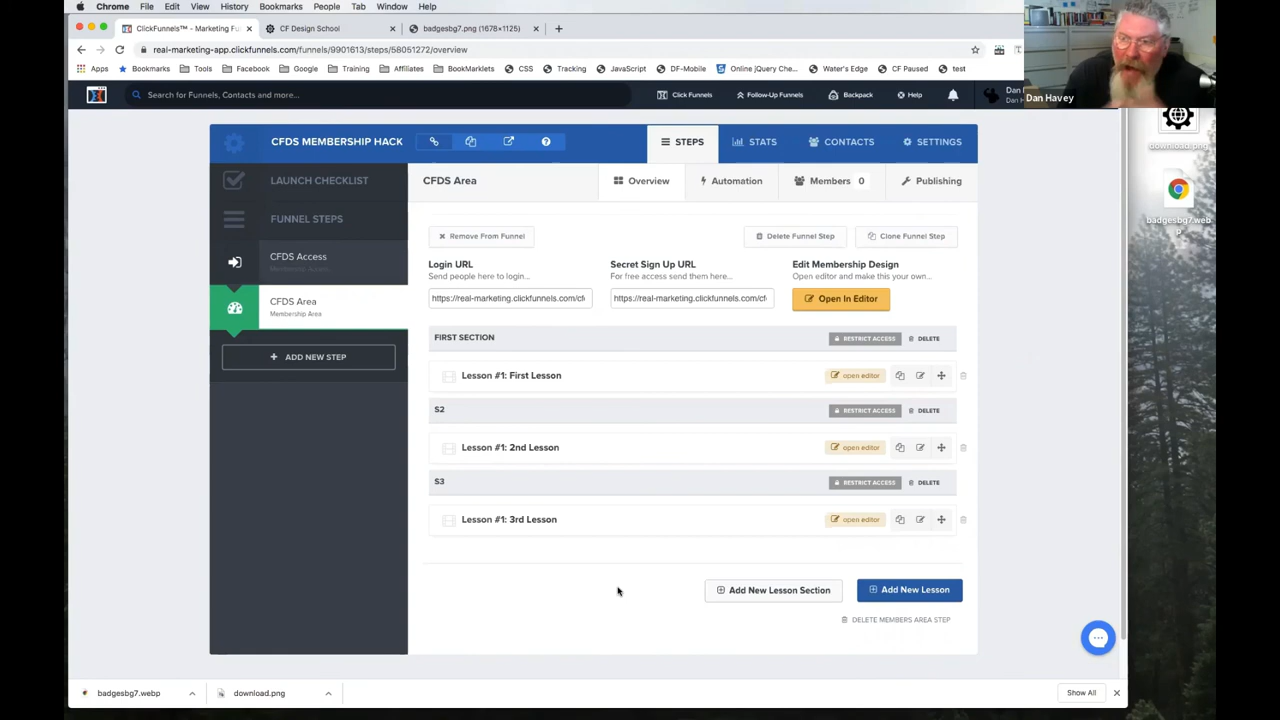 Chrome File Edit View History Bookmarks People Tab Window Help
ClickFunnels™ - Marketing Fu
CF Design School
badgesbg7.png (1678×1125)
real-marketing-app.clickfunnels.com/funnels/9901613/steps/58051272/overview
Apps Bookmarks Tools Facebook Google Training Affiliates BookMarklets CSS Tracking JavaScript DF-Mobile Online jQuery Chec... Water's Edge CF Paused test
Dan Havey
Search for Funnels, Contacts and more...
Click Funnels Follow-Up Funnels Backpack Help
Dan
Dan H
download.png
badgesbg7.web
p
CFDS MEMBERSHIP HACK
STEPS STATS CONTACTS SETTINGS
LAUNCH CHECKLIST
FUNNEL STEPS
CFDS Access
Membership Access
CFDS Area
Membership Area
ADD NEW STEP
CFDS Area
Overview Automation Members 0 Publishing
Remove From Funnel
Delete Funnel Step
Clone Funnel Step
Login URL
Send people here to login...
https://real-marketing.clickfunnels.com/cf
Secret Sign Up URL
For free access send them here...
https://real-marketing.clickfunnels.com/cf
Edit Membership Design
Open editor and make this your own...
Open In Editor
FIRST SECTION RESTRICT ACCESS DELETE
Lesson #1: First Lesson open editor
S2 RESTRICT ACCESS DELETE
Lesson #1: 2nd Lesson open editor
S3 RESTRICT ACCESS DELETE
Lesson #1: 3rd Lesson open editor
Add New Lesson Section
Add New Lesson
DELETE MEMBERS AREA STEP
badgesbg7.webp
download.png
Show All